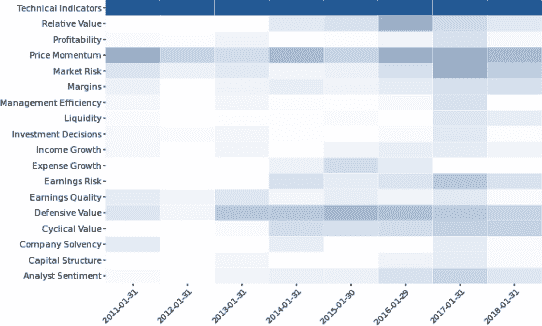 Technical Indicators
Relative Value
Profitability
Price Momentum
Market Risk
Margins
Management Efficiency
Liquidity
Investment Decisions
Income Growth
Expense Growth
Earnings Risk
Earnings Quality
Defensive Value
Cyclical Value
Company Solvency
Capital Structure
Analyst Sentiment
2011-01-31
2012-01-31
2013-01-31
2014-01-31
2015-01-30
2016-01-29
2017-01-31
2018-01-31